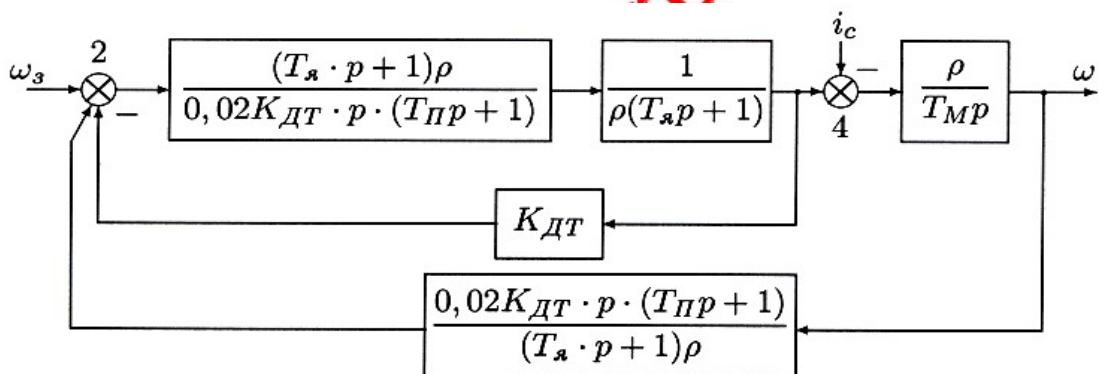 ω_з
2
−
(T_я · p + 1)ρ
0,02K_ДТ · p · (T_П p + 1)
1
ρ(T_я p + 1)
i_c
−
4
ρ
T_М p
ω
K_ДТ
0,02K_ДТ · p · (T_П p + 1)
(T_я · p + 1)ρ